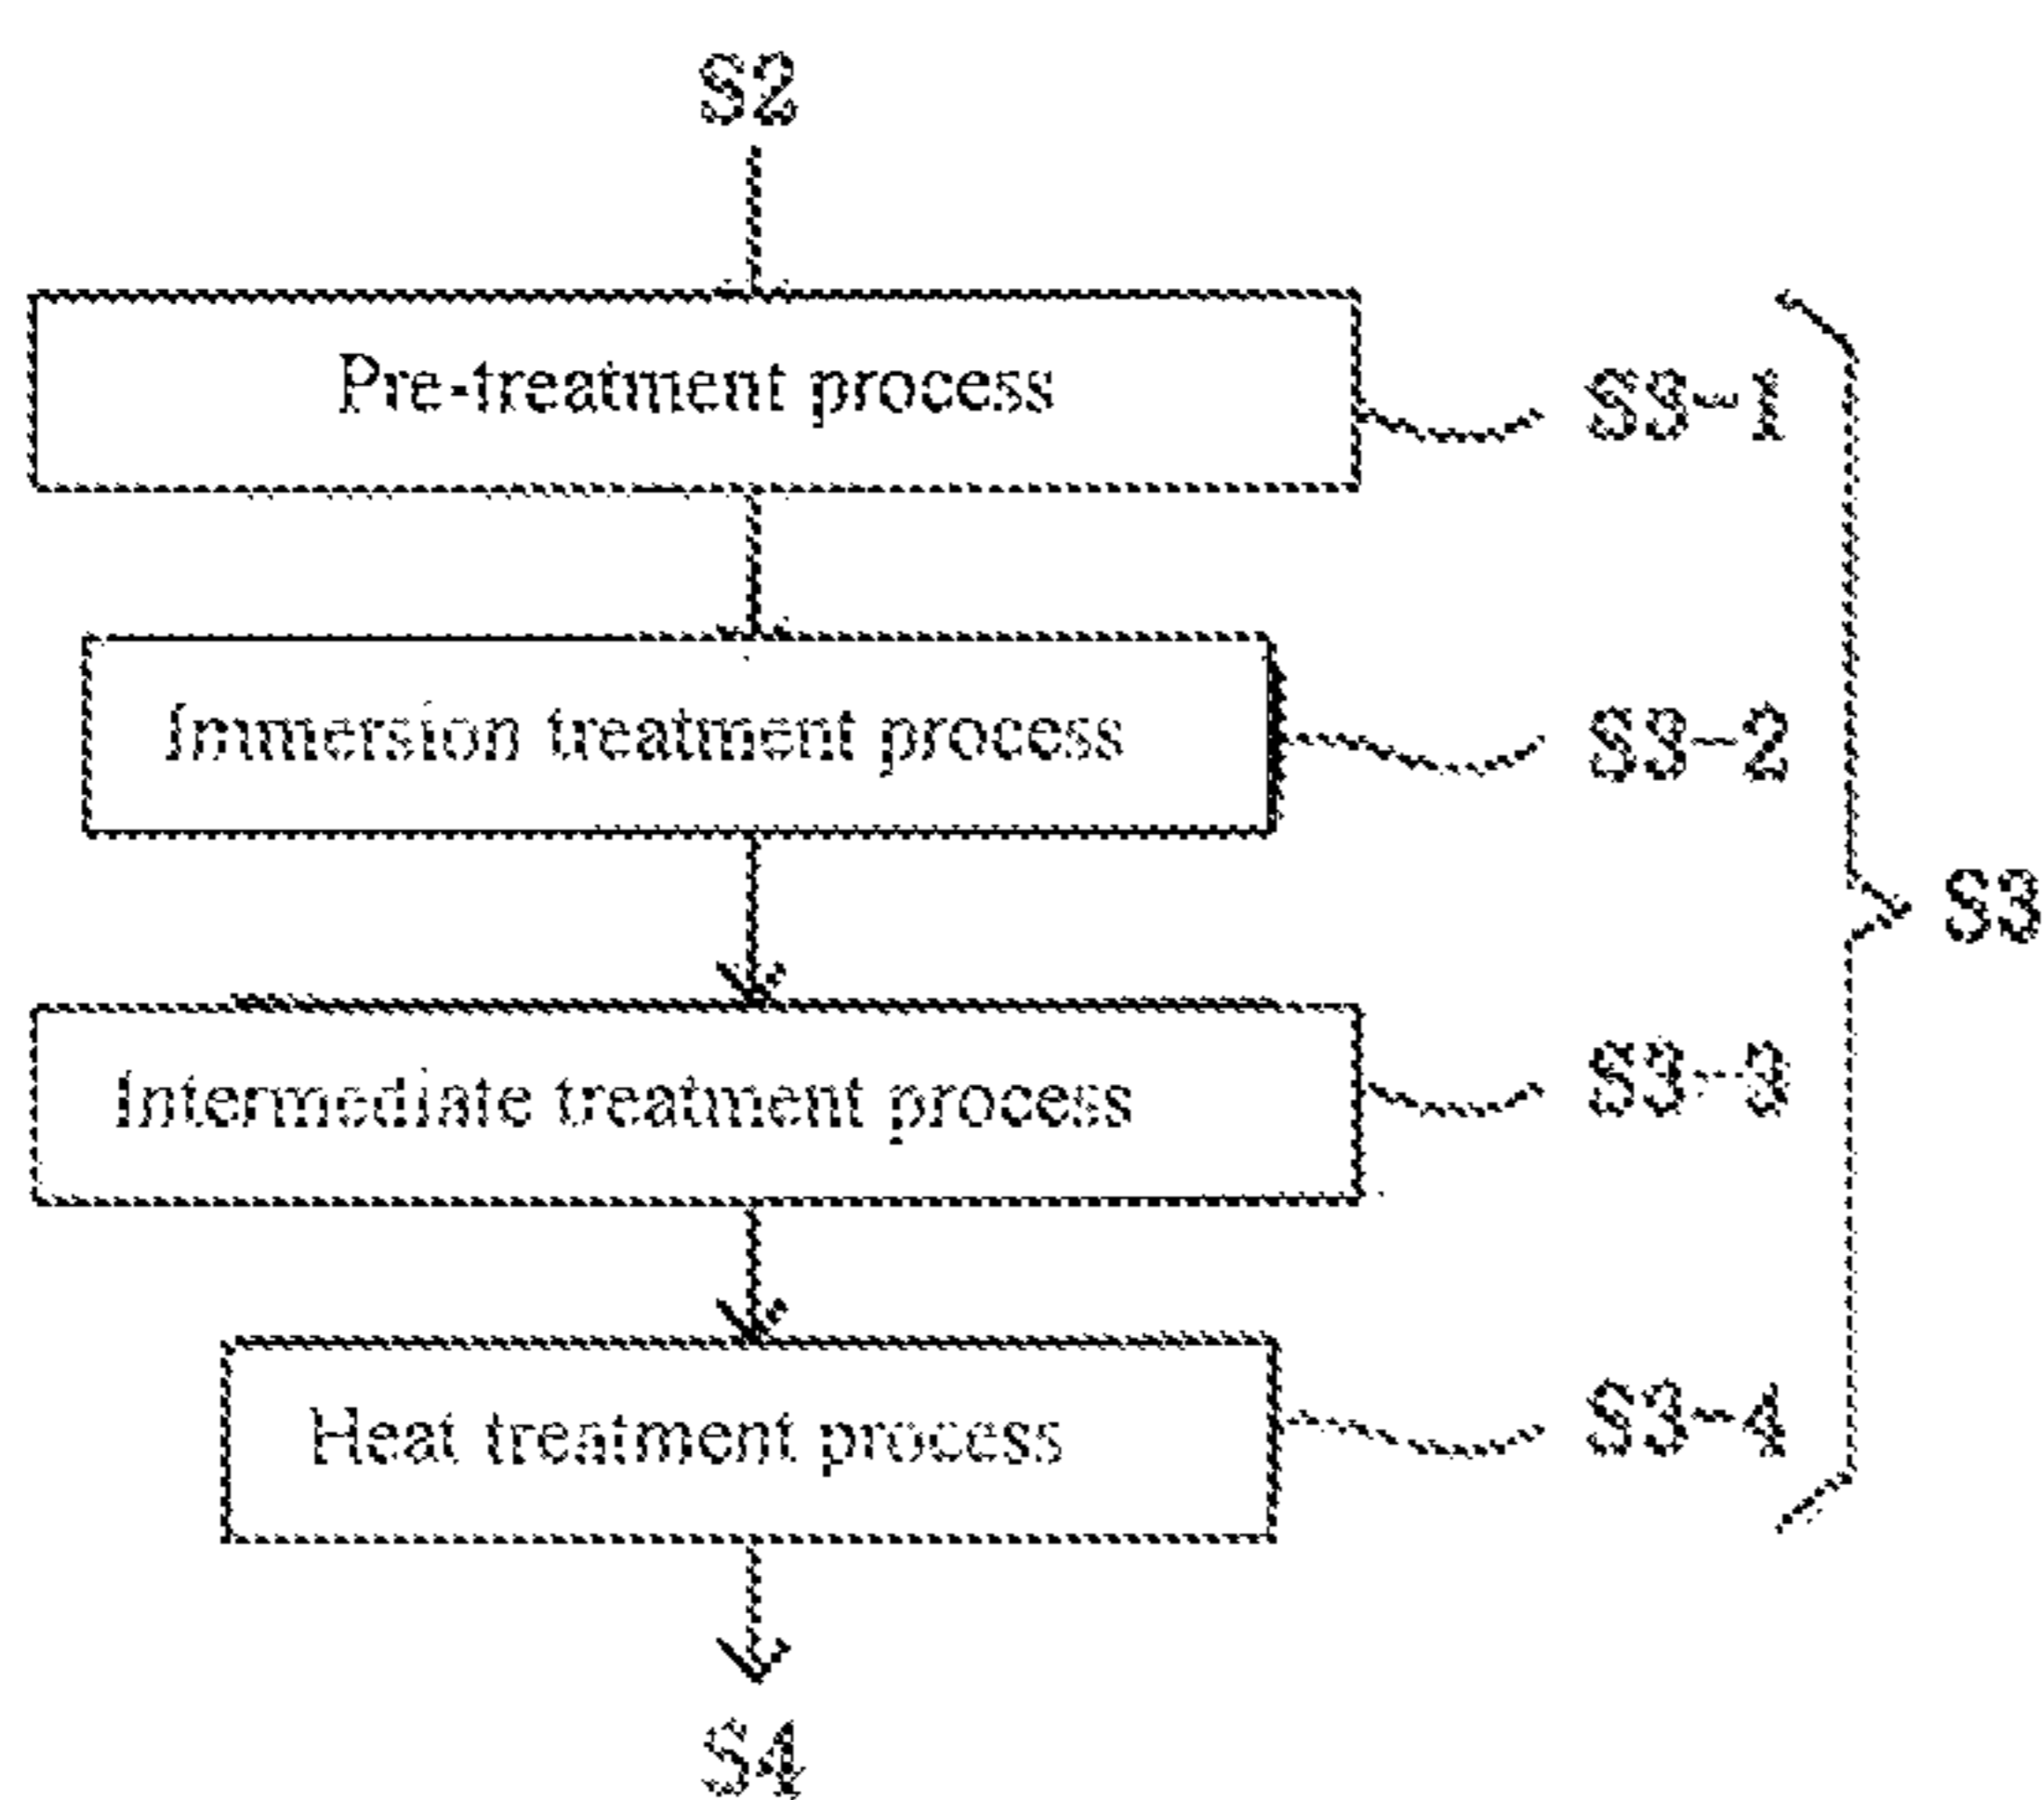 S2
Pre-treatment process
S3-1
Immersion treatment process
S3-2
S3
Intermediate treatment process
S3-3
Heat treatment process
S3-4
S4